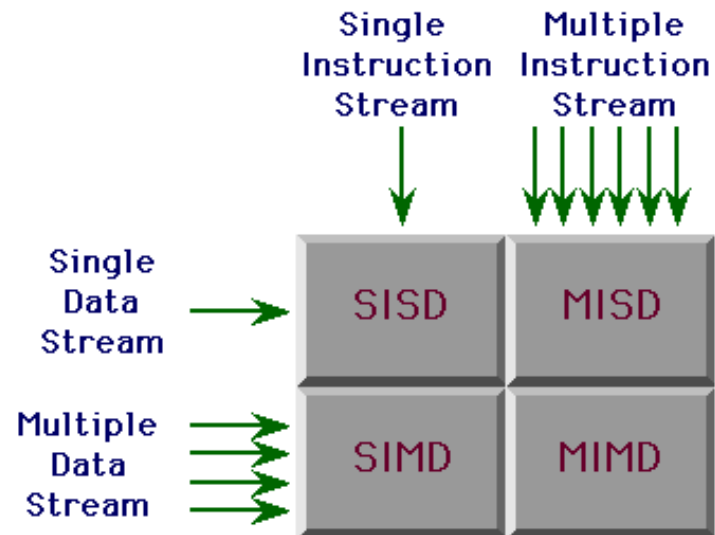 Single
Instruction
Stream
Multiple
Instruction
Stream
Single
Data
Stream
SISD
MISD
Multiple
Data
Stream
SIMD
MIMD